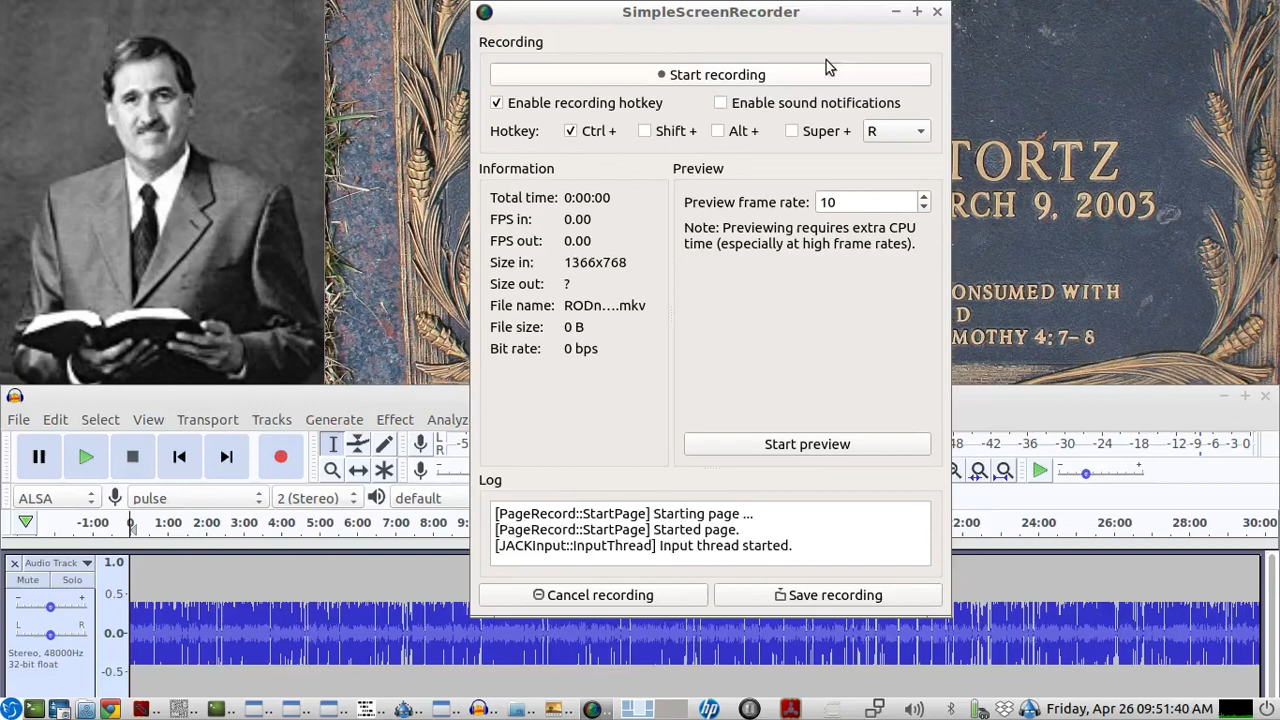 SimpleScreenRecorder
Recording
Start recording
Enable recording hotkey
Enable sound notifications
Hotkey: Ctrl + Shift + Alt + Super + R
Information
Preview
Total time: 0:00:00
FPS in: 0.00
FPS out: 0.00
Size in: 1366x768
Size out: ?
File name: RODn....mkv
File size: 0 B
Bit rate: 0 bps
Preview frame rate: 10
Note: Previewing requires extra CPU
time (especially at high frame rates).
Start preview
Log
[PageRecord::StartPage] Starting page ...
[PageRecord::StartPage] Started page.
[JACKInput::InputThread] Input thread started.
Cancel recording
Save recording
TORTZ
RCH 9, 2003
ONSUMED WITH
D
MOTHY 4:7-8
File Edit Select View Transport Tracks Generate Effect Analyz
L
R
-5
-48 -42 -36 -30 -24 -18 -12 -6 -3 0
ALSA pulse 2 (Stereo) default
-1:00 0 1:00 2:00 3:00 4:00 5:00 6:00 7:00 8:00 9:
22:00 24:00 26:00 28:00 30:00
Audio Track
Mute Solo
- +
L R
Stereo, 48000Hz
32-bit float
1.0
0.5
0.0
-0.5
Friday, Apr 26 09:51:40 AM